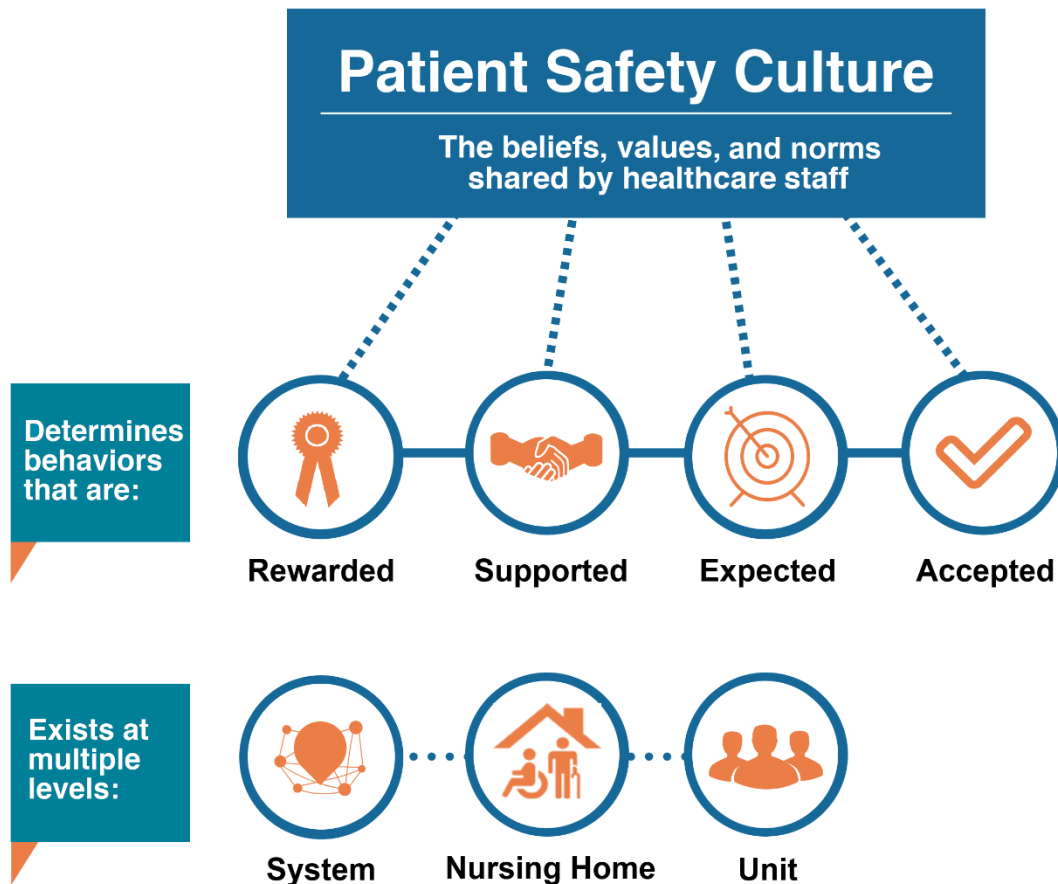 Patient Safety Culture
The beliefs, values, and norms
shared by healthcare staff
Determines
behaviors
that are:
Rewarded
Supported
Expected
Accepted
Exists at
multiple
levels:
System
Nursing Home
Unit